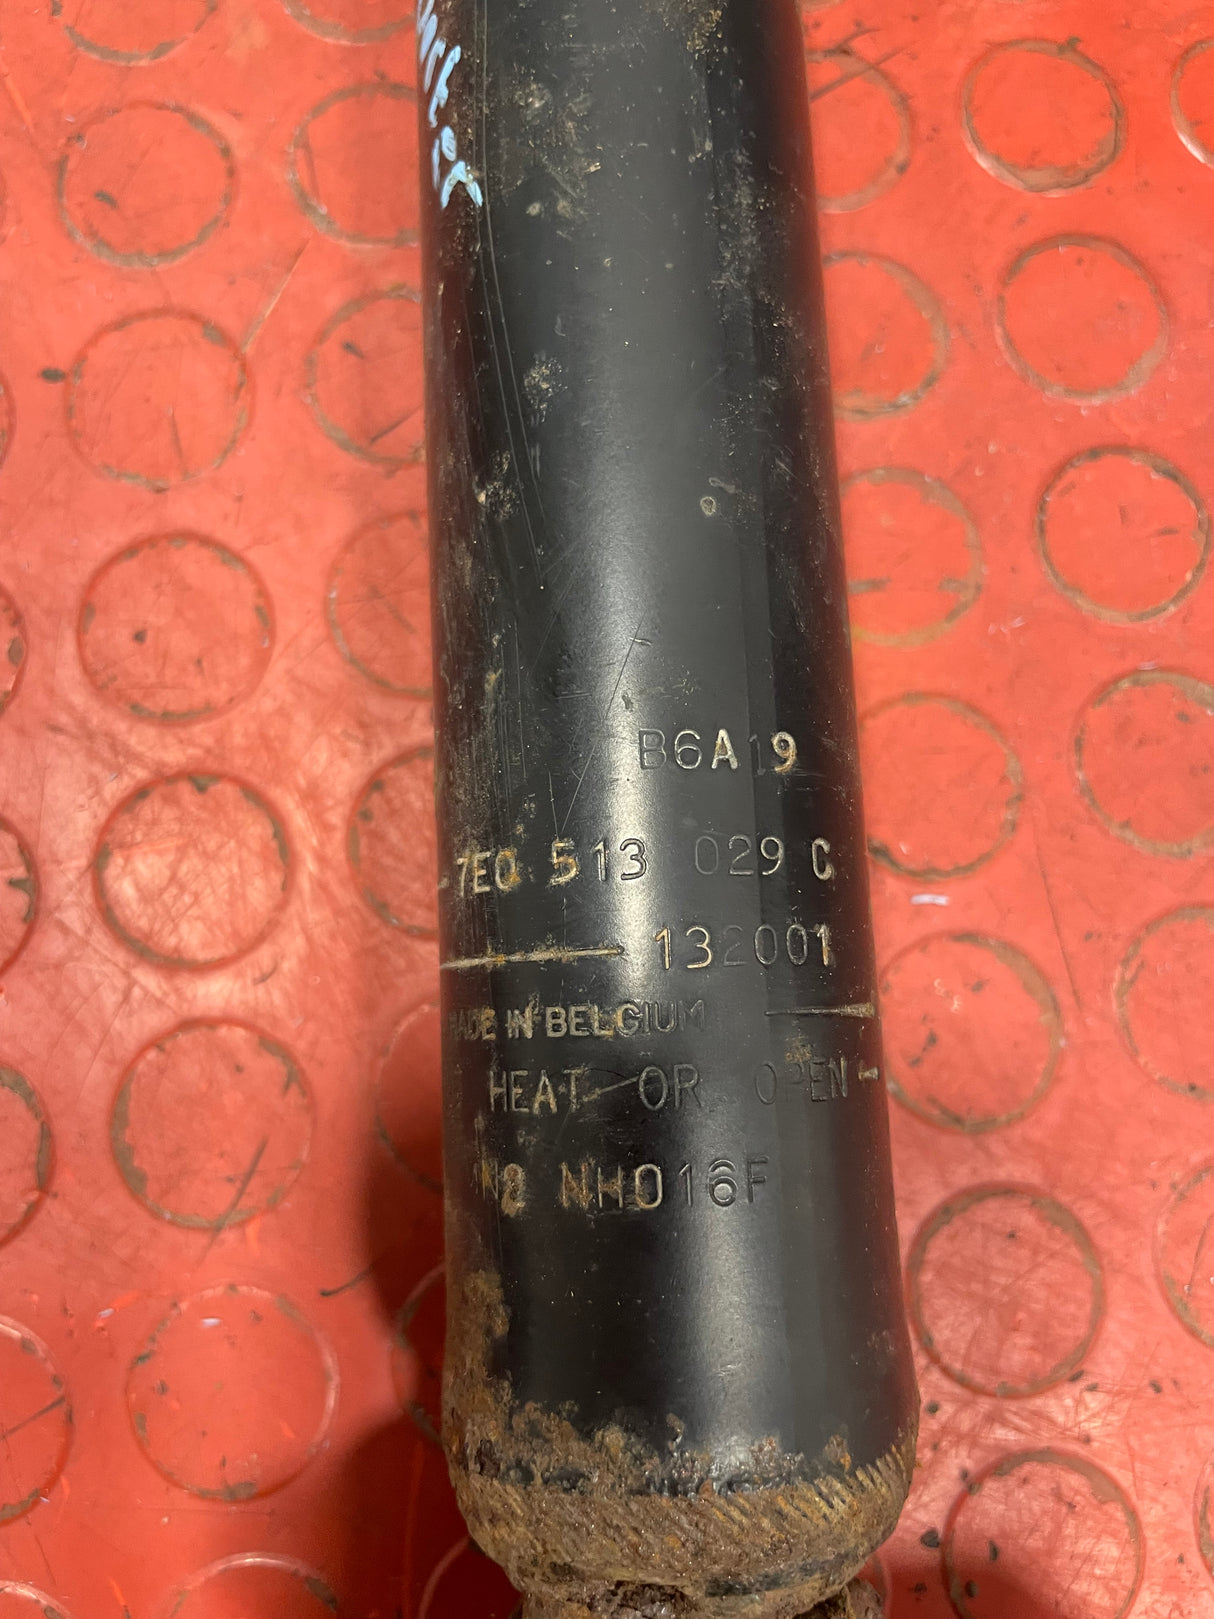 B6A19
7E0 513 029 C
132001
MADE IN BELGIUM
HEAT OR OPEN
NH016F